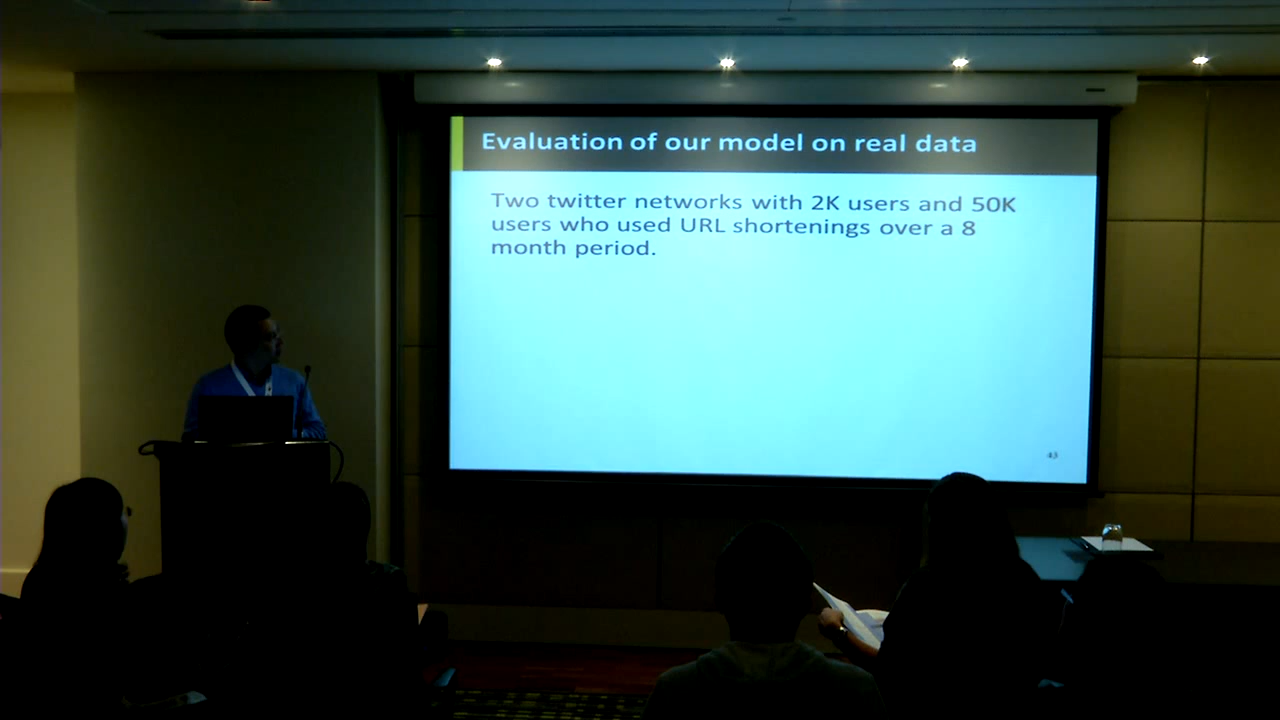 Evaluation of our model on real data
Two twitter networks with 2K users and 50K
users who used URL shortenings over a 8
month period.
43